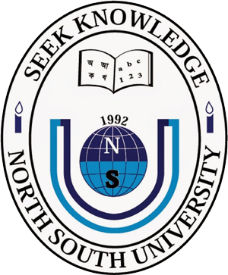 SEEK KNOWLEDGE
অ আ a b c
ক খ 1 2 3
1992
N
S
NORTH SOUTH UNIVERSITY